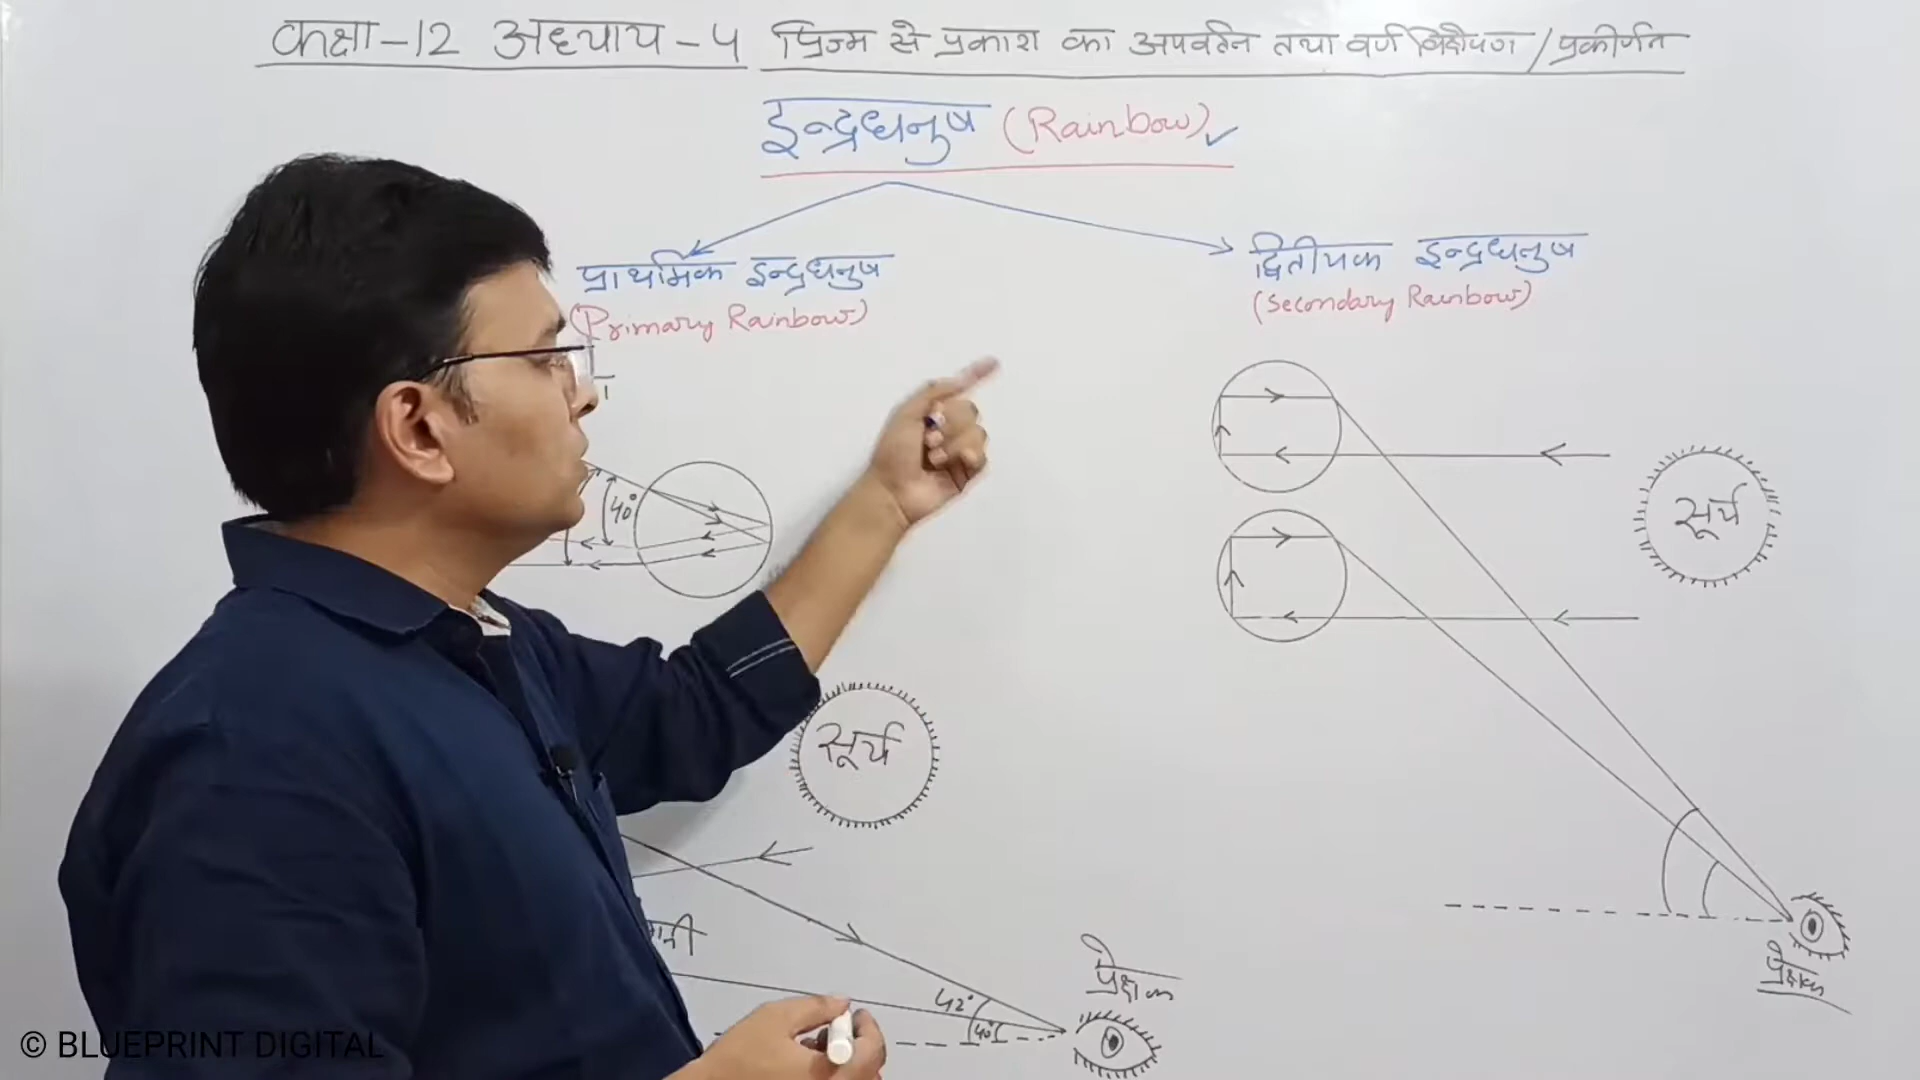 कक्षा-12 अध्याय-4 प्रिज्म से प्रकाश का अपवर्तन तथा वर्ण विक्षेपण / प्रकीर्णन
इन्द्रधनुष (Rainbow)
प्राथमिक इन्द्रधनुष
(Primary Rainbow)
द्वितीयक इन्द्रधनुष
(Secondary Rainbow)
40°
सूर्य
सूर्य
42°
40°
प्रेक्षक
प्रेक्षक
© BLUEPRINT DIGITAL